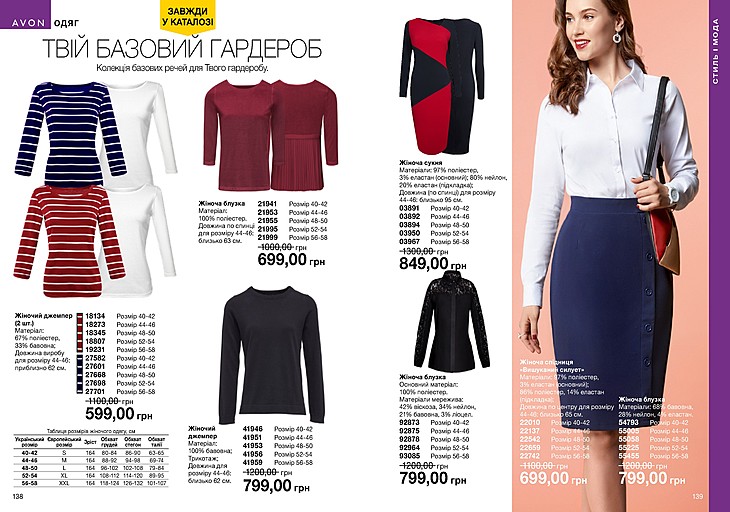 AVON одяг
ЗАВЖДИ
У КАТАЛОЗІ
ТВІЙ БАЗОВИЙ ГАРДЕРОБ
Колекція базових речей для Твого гардеробу.
Жіночий джемпер
(2 шт.)
Матеріал:
67% поліестер,
33% бавовна;
Довжина виробу
для розміру 44-46:
приблизно 62 см.
18134 Розмір 40-42
18273 Розмір 44-46
18345 Розмір 48-50
18807 Розмір 52-54
19231 Розмір 56-58
27582 Розмір 40-42
27601 Розмір 44-46
27668 Розмір 48-50
27698 Розмір 52-54
27701 Розмір 56-58
1100,00 грн
599,00 грн
Таблиця розмірів жіночого одягу, см
Український розмір Європейський розмір Зріст Обхват грудей Обхват стегон Обхват талії
40-42 S 164 80-84 86-90 63-65
44-46 M 164 88-92 94-98 69-74
48-50 L 164 96-102 102-108 79-84
52-54 XL 164 108-112 114-120 89-95
56-58 XXL 164 118-124 126-132 101-107
138
Жіноча блузка
Матеріал:
100% поліестер.
Довжина по спинці
для розміру 44-46:
близько 63 см.
21941 Розмір 40-42
21953 Розмір 44-46
21955 Розмір 48-50
21995 Розмір 52-54
21999 Розмір 56-58
1000,00 грн
699,00 грн
Жіночий
джемпер
Матеріал:
100% бавовна;
Трикотаж;
Довжина для
розміру 44-46:
близько 62 см.
41946 Розмір 40-42
41951 Розмір 44-46
41953 Розмір 48-50
41956 Розмір 52-54
41959 Розмір 56-58
1200,00 грн
799,00 грн
Жіноча сукня
Матеріали: 97% поліестер,
3% еластан (основний); 80% нейлон,
20% еластан (підкладка);
Довжина (по спинці) для розміру
44-46: близько 95 см.
03891 Розмір 40-42
03892 Розмір 44-46
03894 Розмір 48-50
03950 Розмір 52-54
03967 Розмір 56-58
1300,00 грн
849,00 грн
Жіноча блузка
Основний матеріал:
100% поліестер.
Матеріали мережива:
42% віскоза, 34% нейлон,
21% бавовна, 3% ліоцел.
92873 Розмір 40-42
92875 Розмір 44-46
92878 Розмір 48-50
92964 Розмір 52-54
93085 Розмір 56-58
1200,00 грн
799,00 грн
СТИЛЬ І МОДА
Жіноча спідниця
«Вишуканий силует»
Матеріали: 97% поліестер,
3% еластан (основний);
86% поліестер, 14% еластан
(підкладка);
Довжина по центру для розміру
44-46: близько 65 см.
22010 Розмір 40-42
22137 Розмір 44-46
22542 Розмір 48-50
22659 Розмір 52-54
22742 Розмір 56-58
1100,00 грн
699,00 грн
Жіноча блузка
Матеріали: 68% бавовна,
28% нейлон, 4% еластан.
54793 Розмір 40-42
55005 Розмір 44-46
55058 Розмір 48-50
55225 Розмір 52-54
55455 Розмір 56-58
1200,00 грн
799,00 грн
139